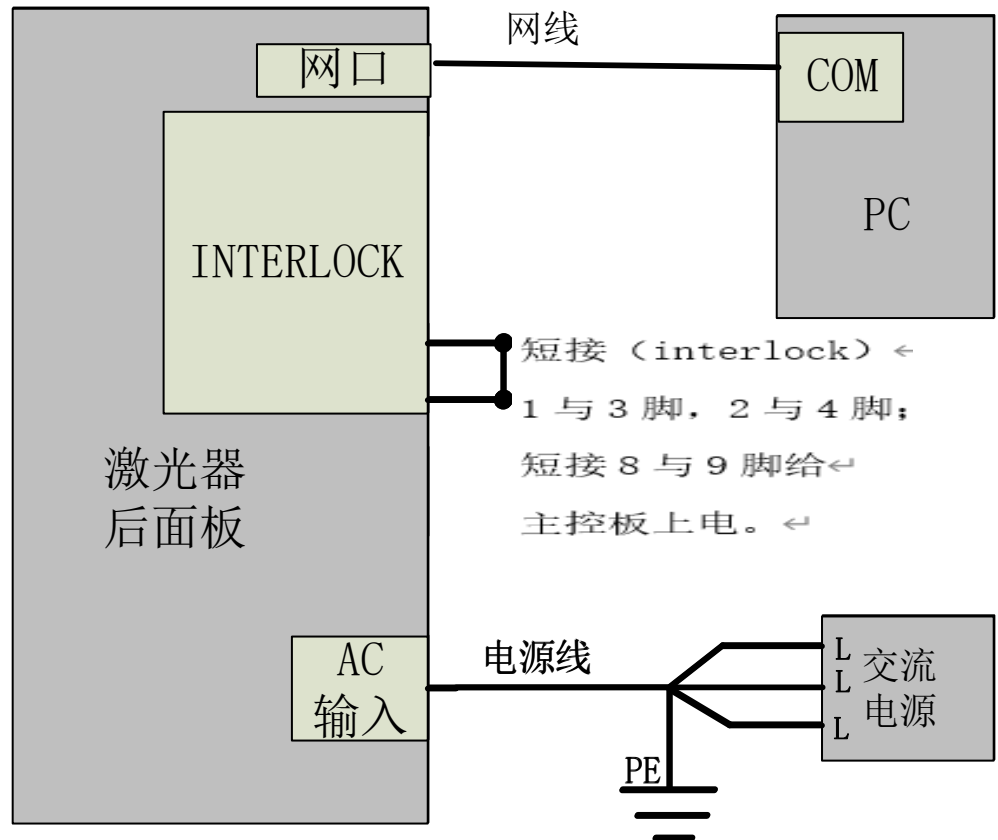 网线
网口
COM
PC
INTERLOCK
短接（interlock）←
1 与 3 脚，2 与 4 脚；
短接 8 与 9 脚给↵
主控板上电。↵
激光器
后面板
AC
输入
电源线
PE
L
L
L
交流
电源